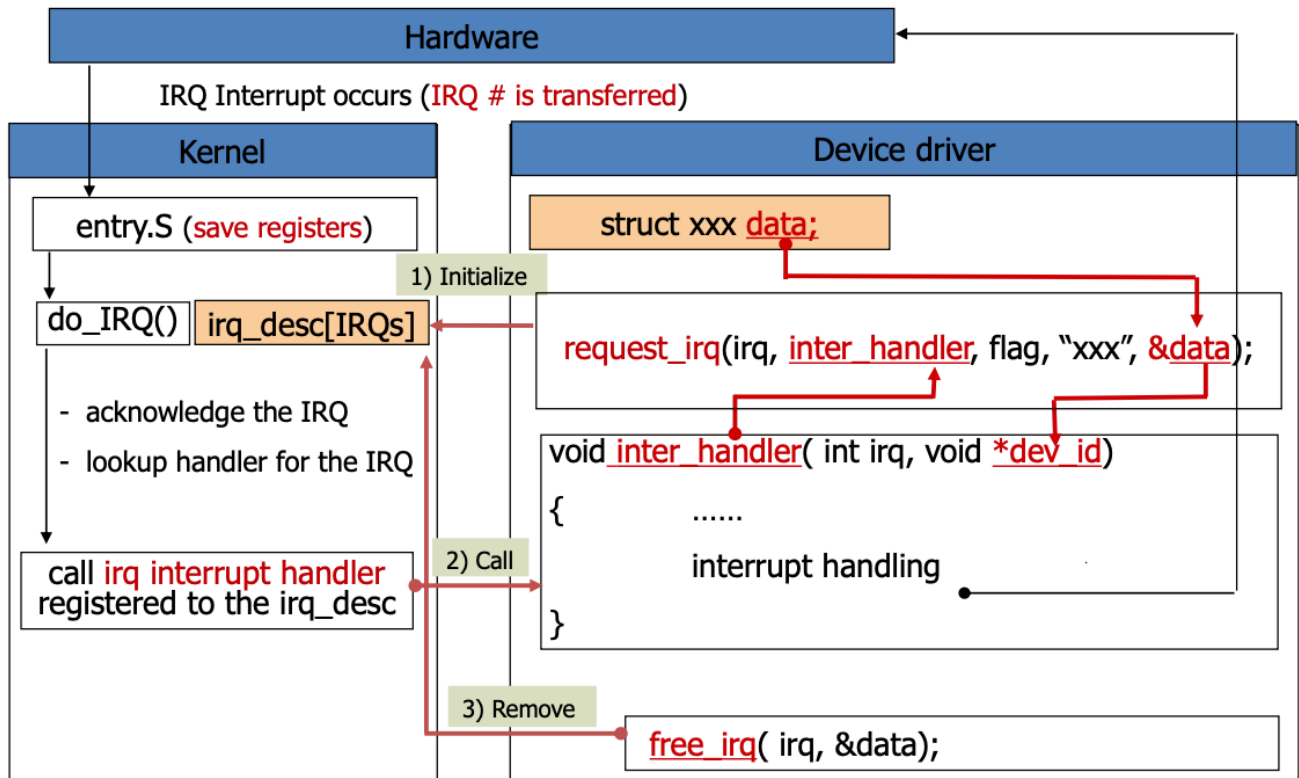 Hardware
IRQ Interrupt occurs (IRQ # is transferred)
Kernel
entry.S (save registers)
do_IRQ()
irq_desc[IRQs]
- acknowledge the IRQ
- lookup handler for the IRQ
call irq interrupt handler
registered to the irq_desc
1) Initialize
2) Call
3) Remove
Device driver
struct xxx data;
request_irq(irq, inter_handler, flag, “xxx”, &data);
void inter_handler( int irq, void *dev_id)
{ ......
interrupt handling
}
free_irq( irq, &data);